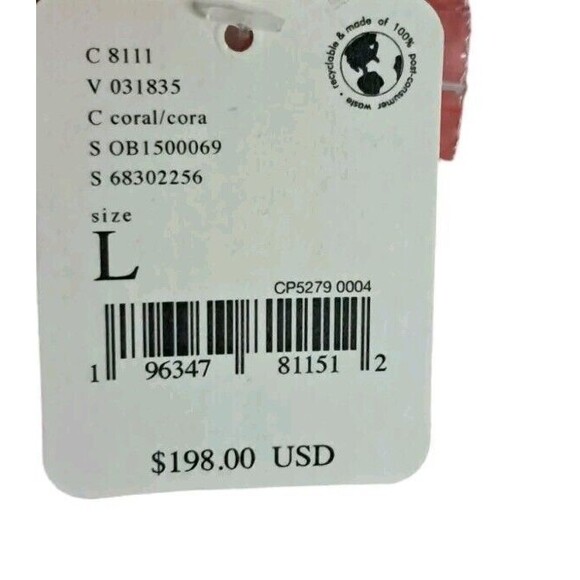 C 8111
V 031835
C coral/cora
S OB1500069
S 68302256
size
L
recyclable & made of 100% post-consumer waste •
CP5279 0004
1 96347 81151 2
$198.00 USD